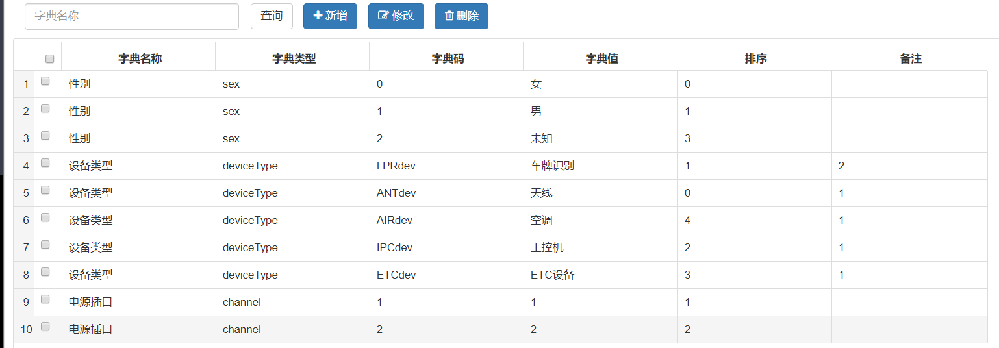 字典名称 查询 新增 修改 删除
字典名称 字典类型 字典码 字典值 排序 备注
1 性别 sex 0 女 0
2 性别 sex 1 男 1
3 性别 sex 2 未知 3
4 设备类型 deviceType LPRdev 车牌识别 1 2
5 设备类型 deviceType ANTdev 天线 0 1
6 设备类型 deviceType AIRdev 空调 4 1
7 设备类型 deviceType IPCdev 工控机 2 1
8 设备类型 deviceType ETCdev ETC设备 3 1
9 电源插口 channel 1 1 1
10 电源插口 channel 2 2 2